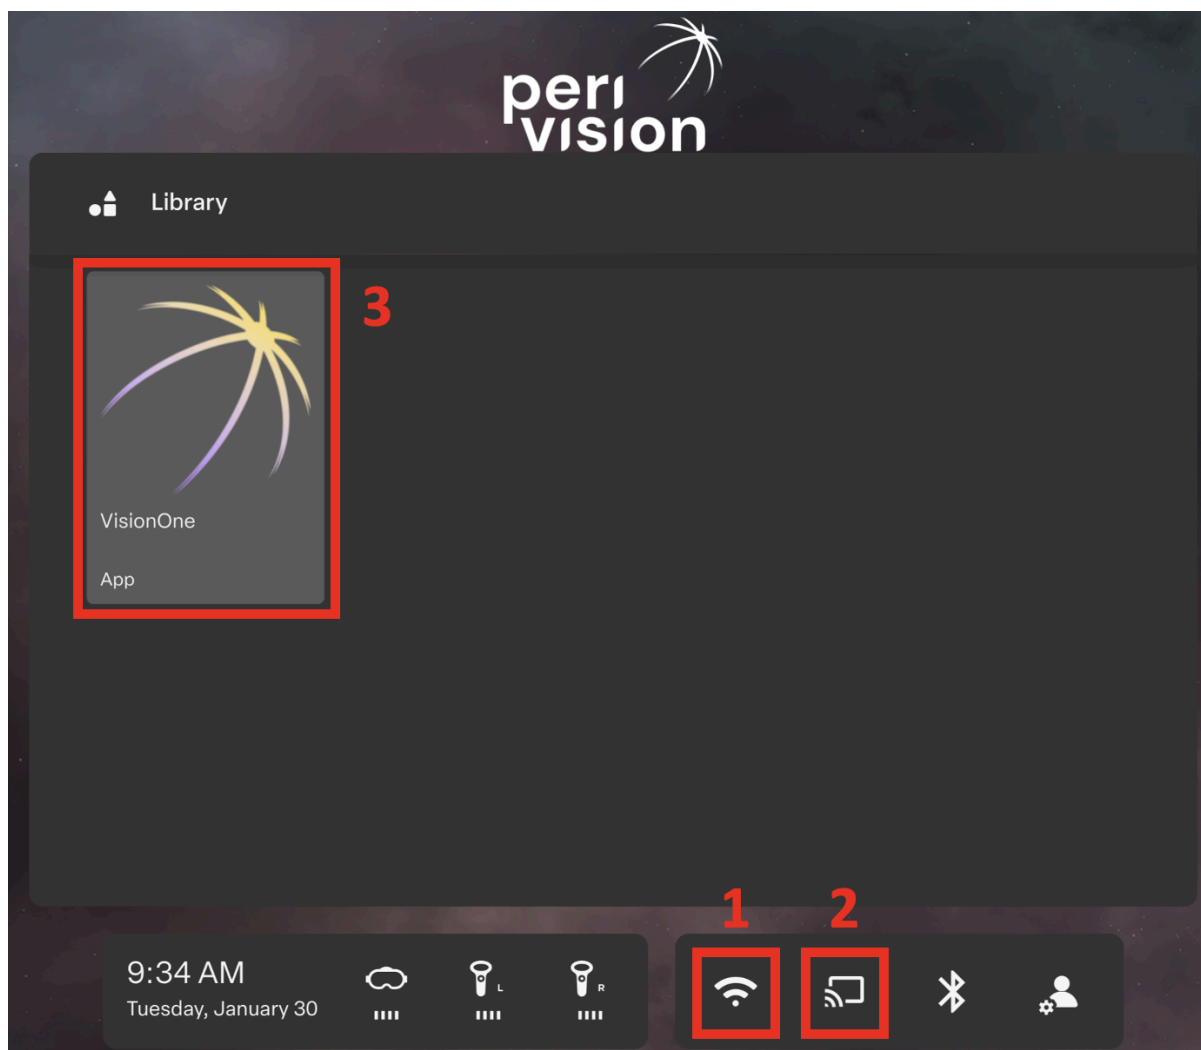 peri
vision
Library
3
VisionOne
App
1 2
9:34 AM
Tuesday, January 30
L R